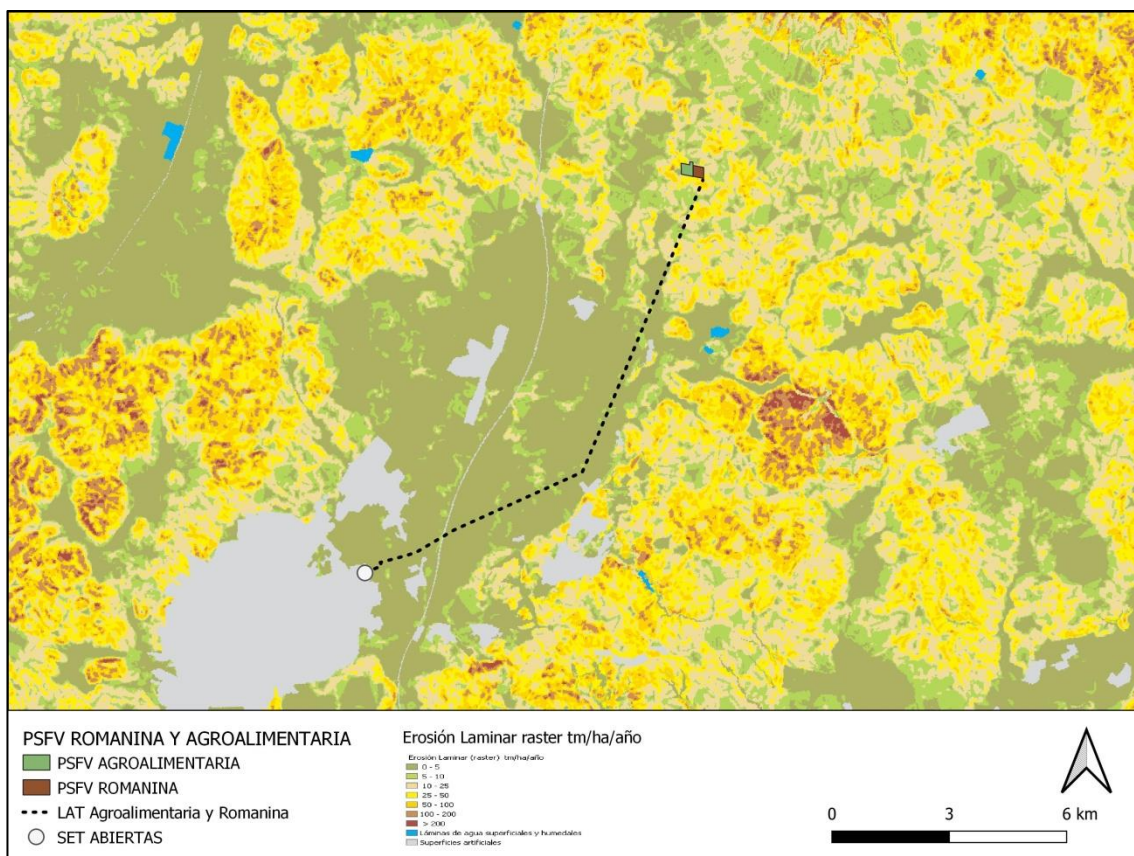 PSFV ROMANINA Y AGROALIMENTARIA
PSFV AGROALIMENTARIA
PSFV ROMANINA
LAT Agroalimentaria y Romanina
SET ABIERTAS
Erosión Laminar raster tm/ha/año
Erosión Laminar (raster) tm/ha/año
0 - 5
5 - 10
10 - 25
25 - 50
50 - 100
100 - 200
> 200
Láminas de agua superficiales y humedales
Superficies artificiales
0 3 6 km